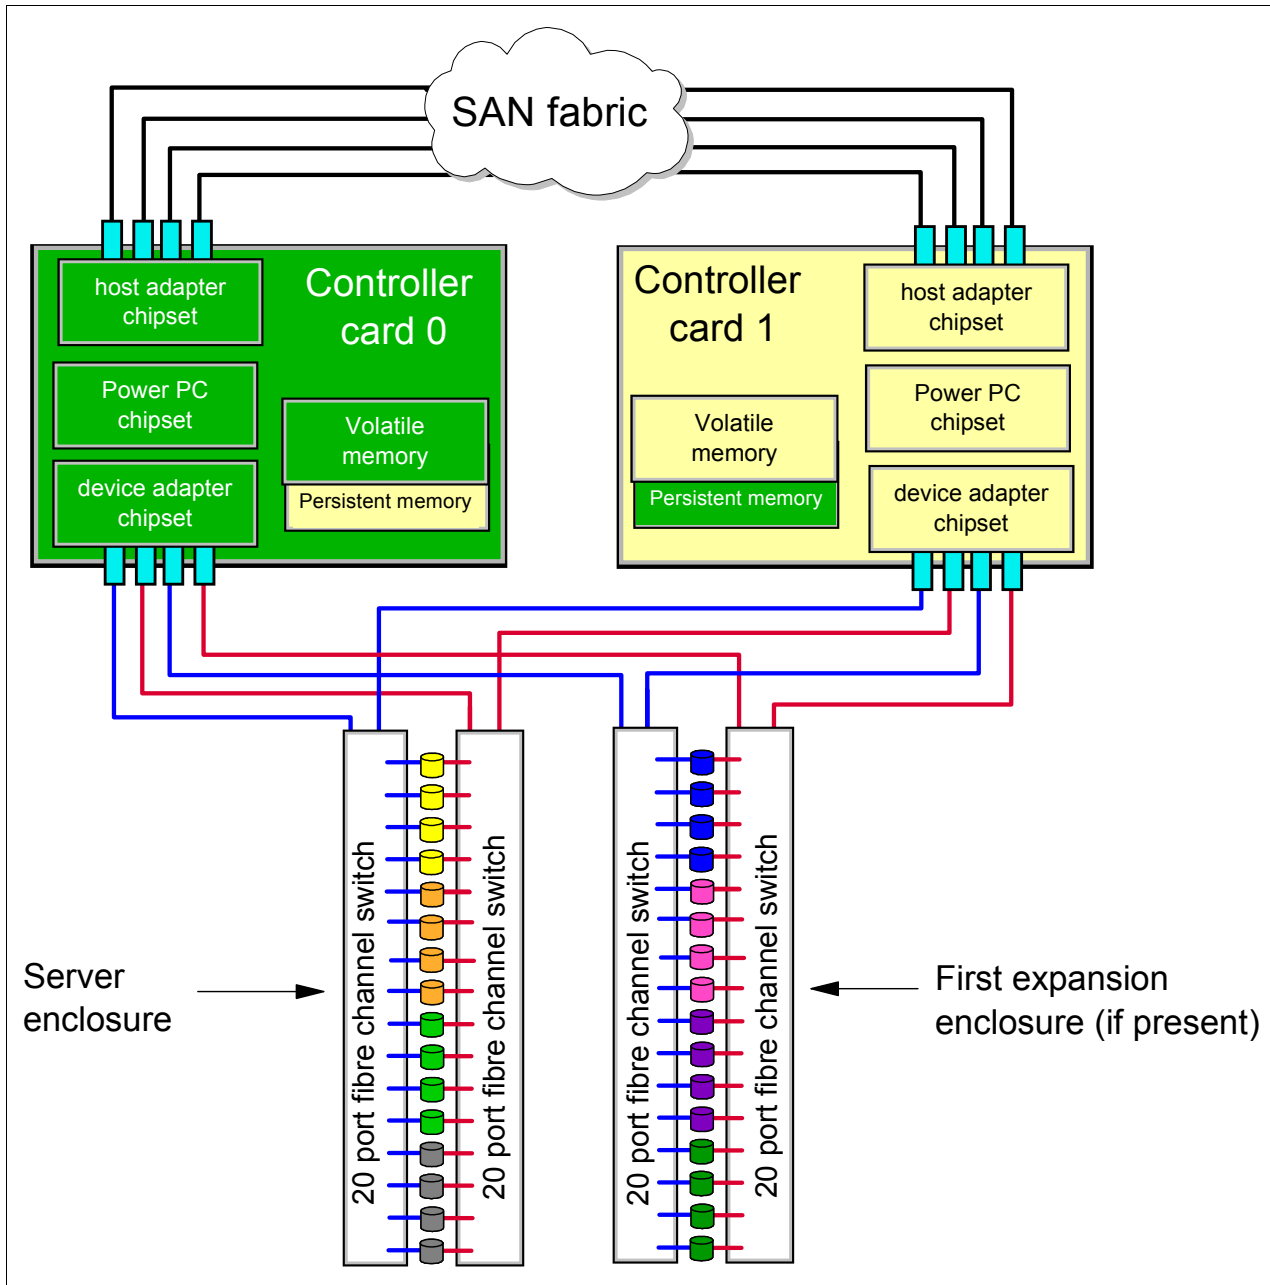 SAN fabric
host adapter
chipset
Controller
card 0
Power PC
chipset
Volatile
memory
Persistent memory
device adapter
chipset
Controller
card 1
host adapter
chipset
Volatile
memory
Persistent memory
Power PC
chipset
device adapter
chipset
Server
enclosure
20 port fibre channel switch
20 port fibre channel switch
20 port fibre channel switch
20 port fibre channel switch
First expansion
enclosure (if present)